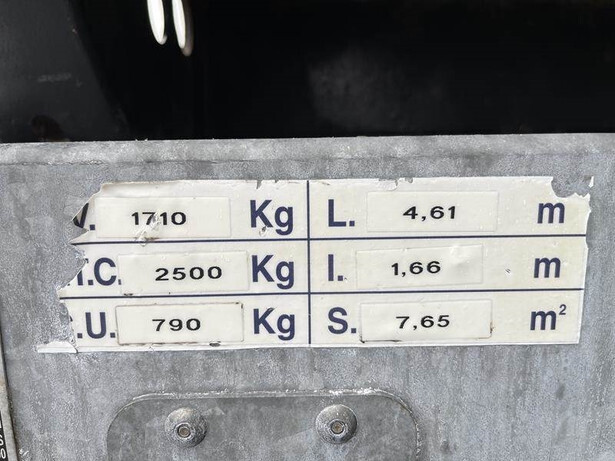 V. 1710 Kg L. 4,61 m
.C. 2500 Kg l. 1,66 m
.U. 790 Kg S. 7,65 m²